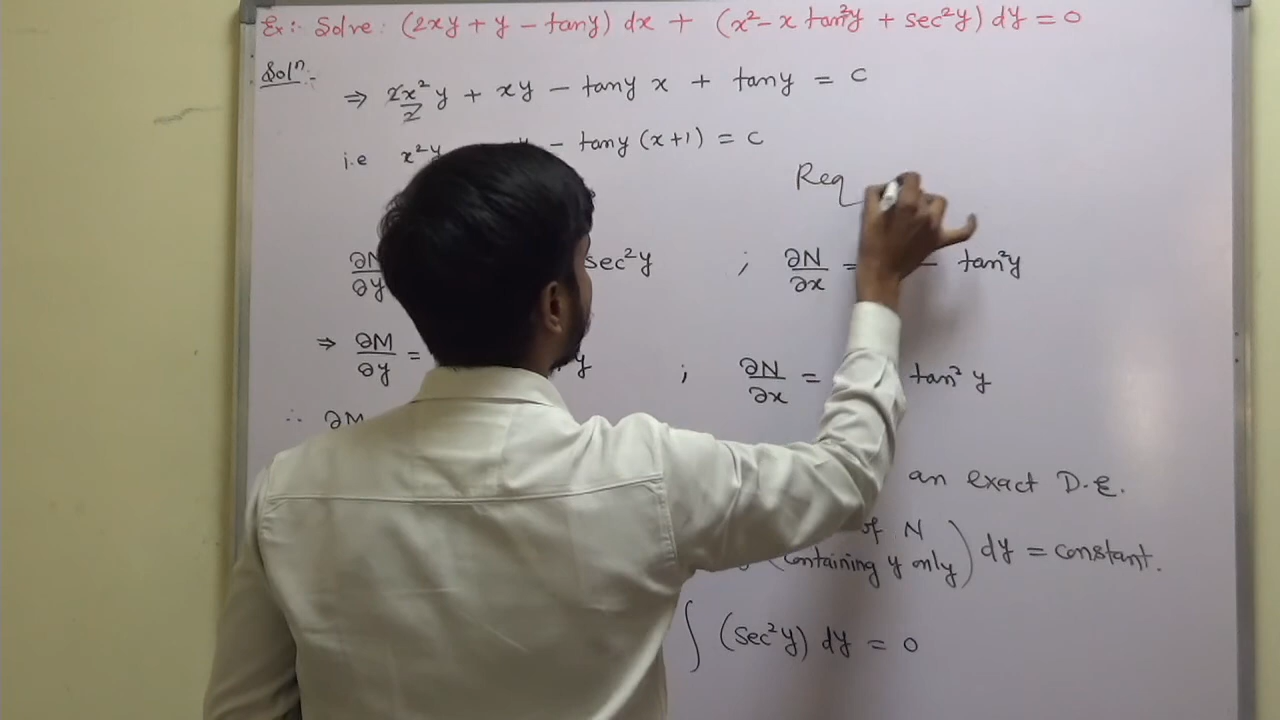 Ex:- Solve: (2xy + y - tany) dx + (x² - x tan²y + sec²y) dy = 0
Solⁿ:-
⇒ 2x²/2 y + xy - tany x + tany = c
i.e x²y - tany (x+1) = c
Req
∂y sec²y ; ∂N/∂x = - tan²y
⇒ ∂M/∂y = y ; ∂N/∂x = tan² y
∴ ∂M
an exact D.E.
of N
containing y only) dy = constant.
∫ (sec²y) dy = 0